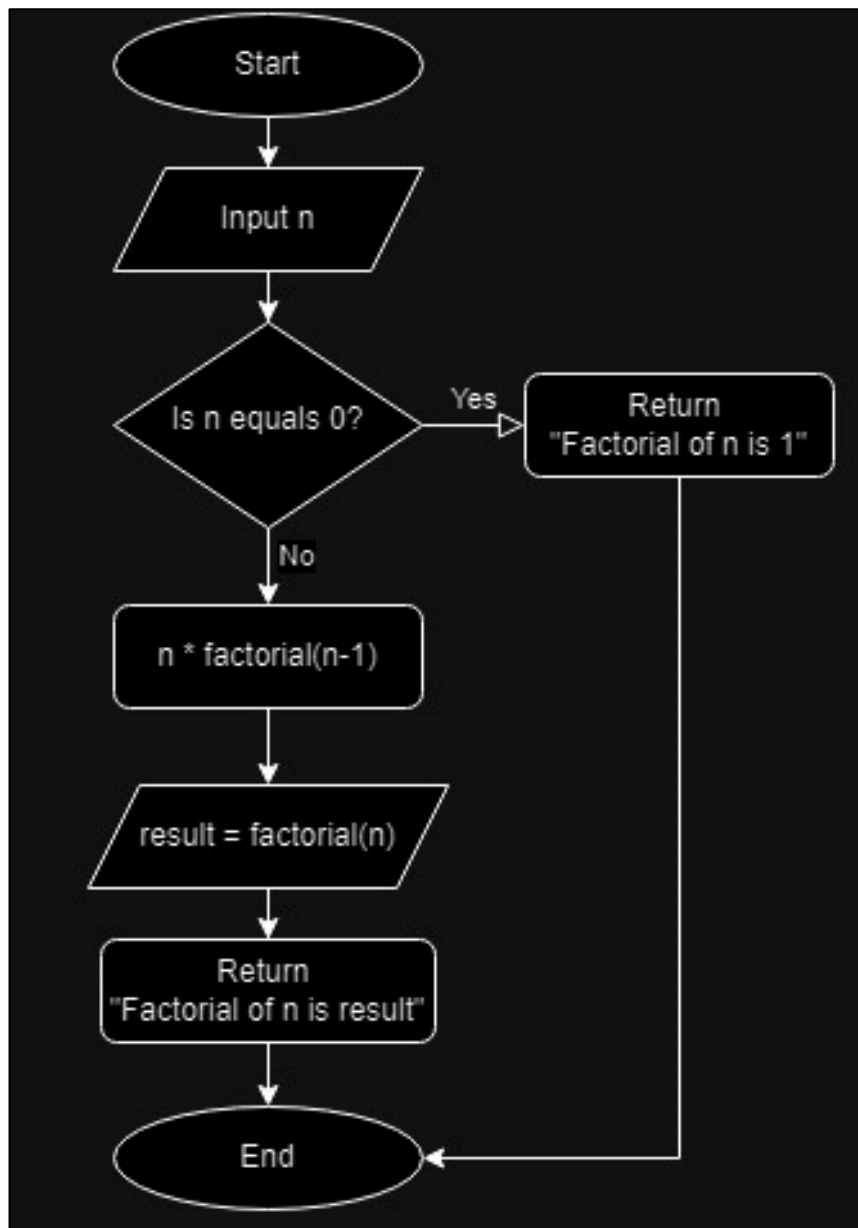 Start
Input n
Is n equals 0?
Yes
Return
"Factorial of n is 1"
No
n * factorial(n-1)
result = factorial(n)
Return
"Factorial of n is result"
End